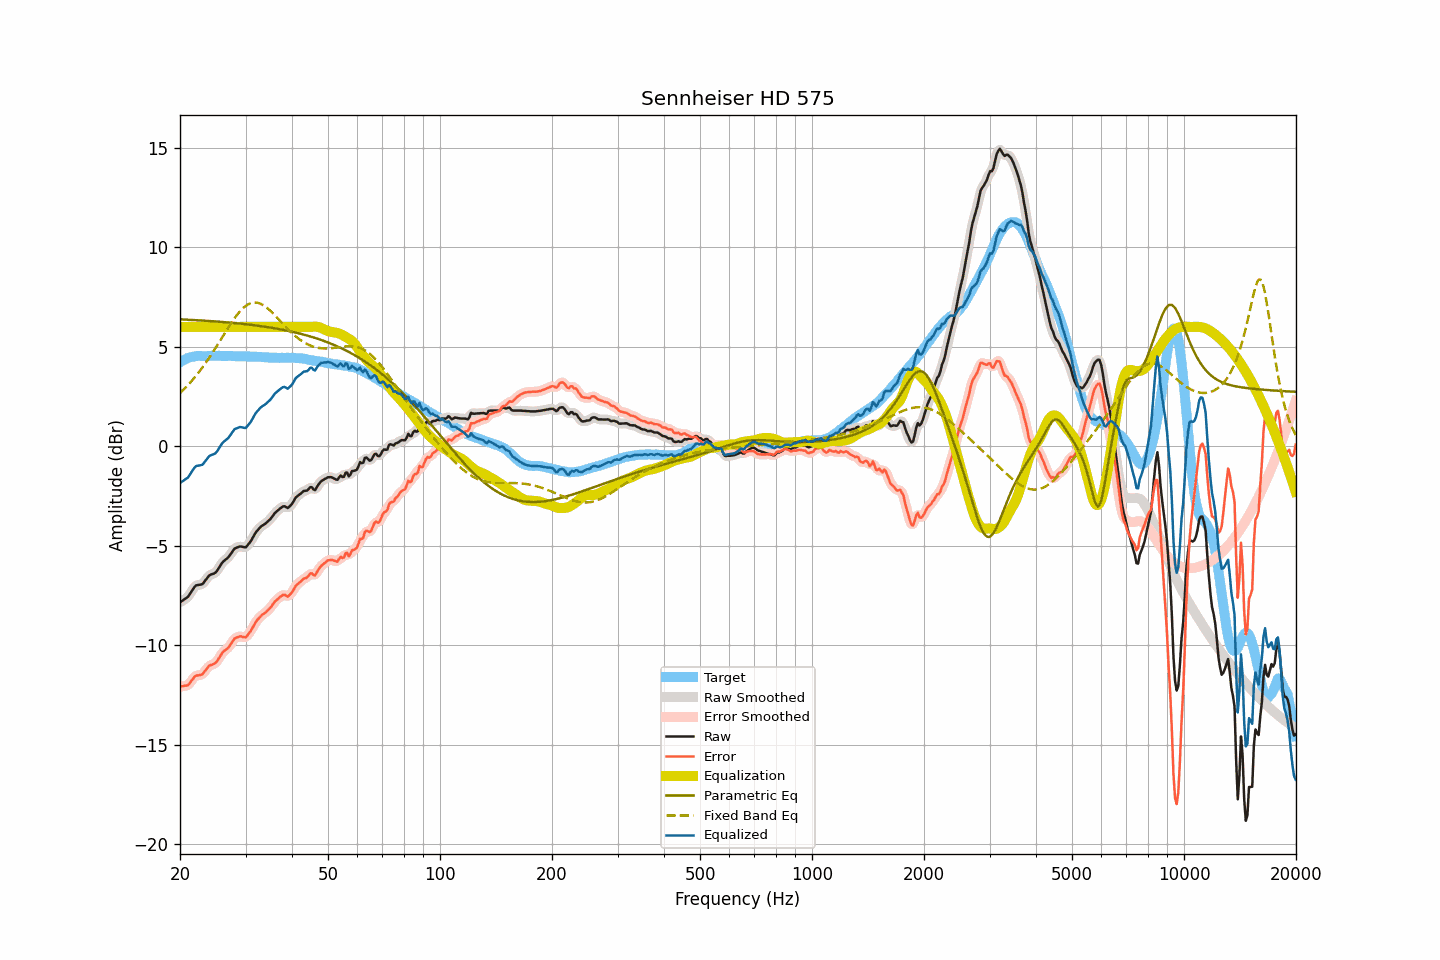 Sennheiser HD 575
Amplitude (dBr)
15
10
5
0
−5
−10
−15
−20
Target
Raw Smoothed
Error Smoothed
Raw
Error
Equalization
Parametric Eq
Fixed Band Eq
Equalized
20 50 100 200 500 1000 2000 5000 10000 20000
Frequency (Hz)